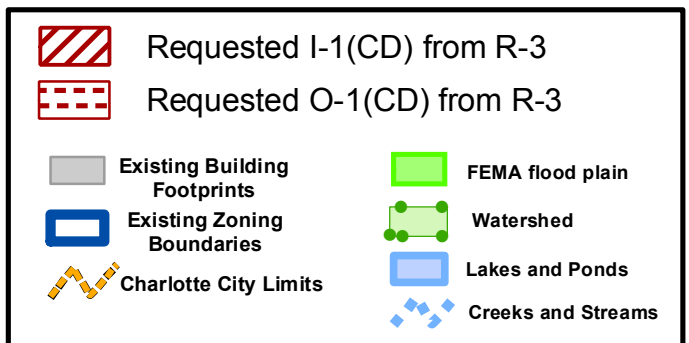 Requested I-1(CD) from R-3
Requested O-1(CD) from R-3
Existing Building
Footprints
Existing Zoning
Boundaries
Charlotte City Limits
FEMA flood plain
Watershed
Lakes and Ponds
Creeks and Streams